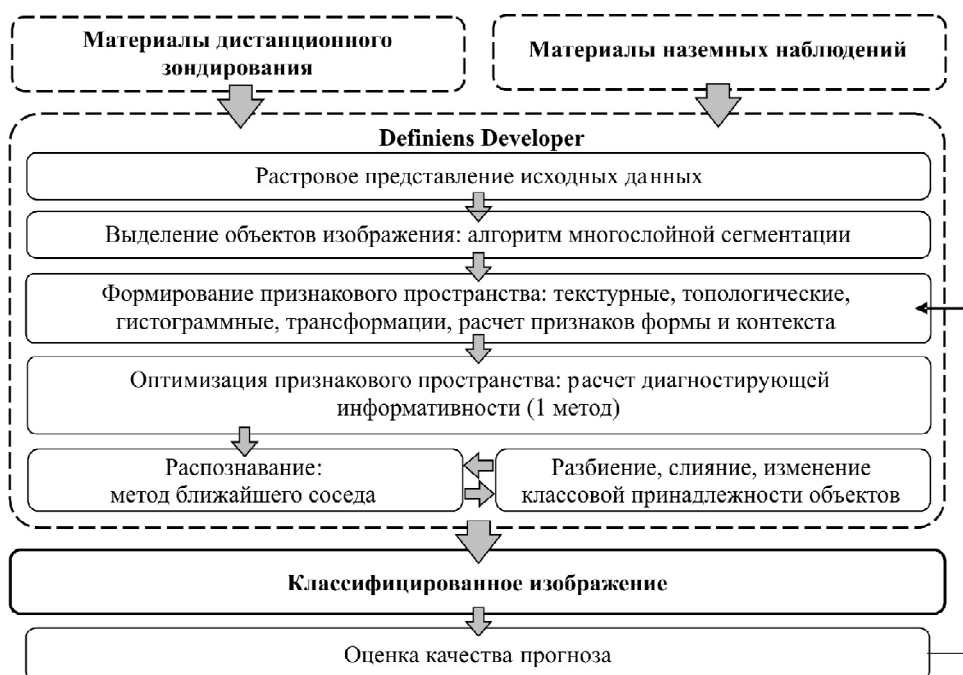 Материалы дистанционного
зондирования
Материалы наземных наблюдений
Definiens Developer
Растровое представление исходных данных
Выделение объектов изображения: алгоритм многослойной сегментации
Формирование признакового пространства: текстурные, топологические,
гистограммные, трансформации, расчет признаков формы и контекста
Оптимизация признакового пространства: расчет диагностирующей
информативности (1 метод)
Распознавание:
метод ближайшего соседа
Разбиение, слияние, изменение
классовой принадлежности объектов
Классифицированное изображение
Оценка качества прогноза